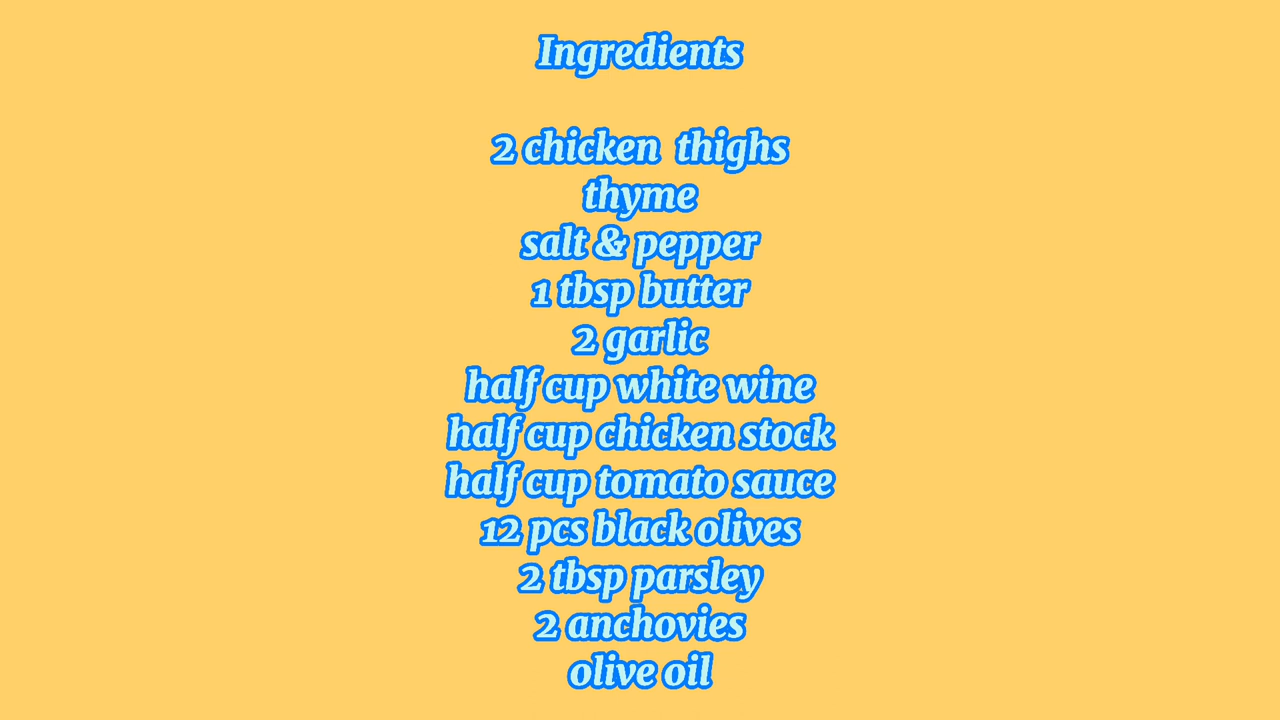 Ingredients
2 chicken  thighs
thyme
salt & pepper
1 tbsp butter
2 garlic
half cup white wine
half cup chicken stock
half cup tomato sauce
12 pcs black olives
2 tbsp parsley
2 anchovies
olive oil